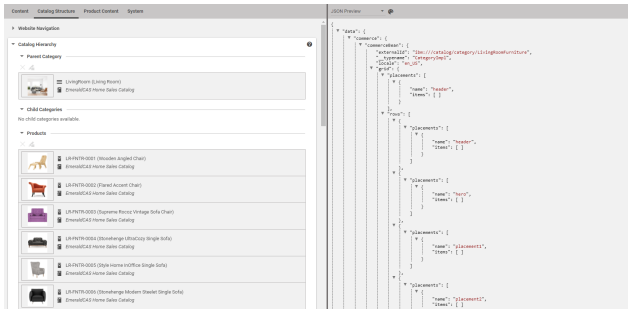 Content Catalog Structure Product Content System
Website Navigation
Catalog Hierarchy
Parent Category
LivingRoom (Living Room)
EmeraldCAS Home Sales Catalog
Child Categories
No child categories available.
Products
LR-FNTR-0001 (Wooden Angled Chair)
EmeraldCAS Home Sales Catalog
LR-FNTR-0002 (Flared Accent Chair)
EmeraldCAS Home Sales Catalog
LR-FNTR-0003 (Supreme Rocoz Vintage Sofa Chair)
EmeraldCAS Home Sales Catalog
LR-FNTR-0004 (Stonehenge UltraCozy Single Sofa)
EmeraldCAS Home Sales Catalog
LR-FNTR-0005 (Style Home InOffice Single Sofa)
EmeraldCAS Home Sales Catalog
LR-FNTR-0006 (Stonehenge Modern Steelet Single Sofa)
EmeraldCAS Home Sales Catalog
JSON Preview
{
"data": {
"commerce": {
"commerceBean": {
"externalId": "ibm:///catalog/category/LivingRoomFurniture",
"__typename": "CategoryImpl",
"locale": "en_US",
"grid": {
"placements": [
{
"name": "header",
"items": [ ]
}
],
"rows": [
{
"placements": [
{
"name": "header",
"items": [ ]
}
]
},
{
"placements": [
{
"name": "hero",
"items": [ ]
}
]
},
{
"placements": [
{
"name": "placement1",
"items": [ ]
}
]
},
{
"placements": [
{
"name": "placement2",
"items": [ ]